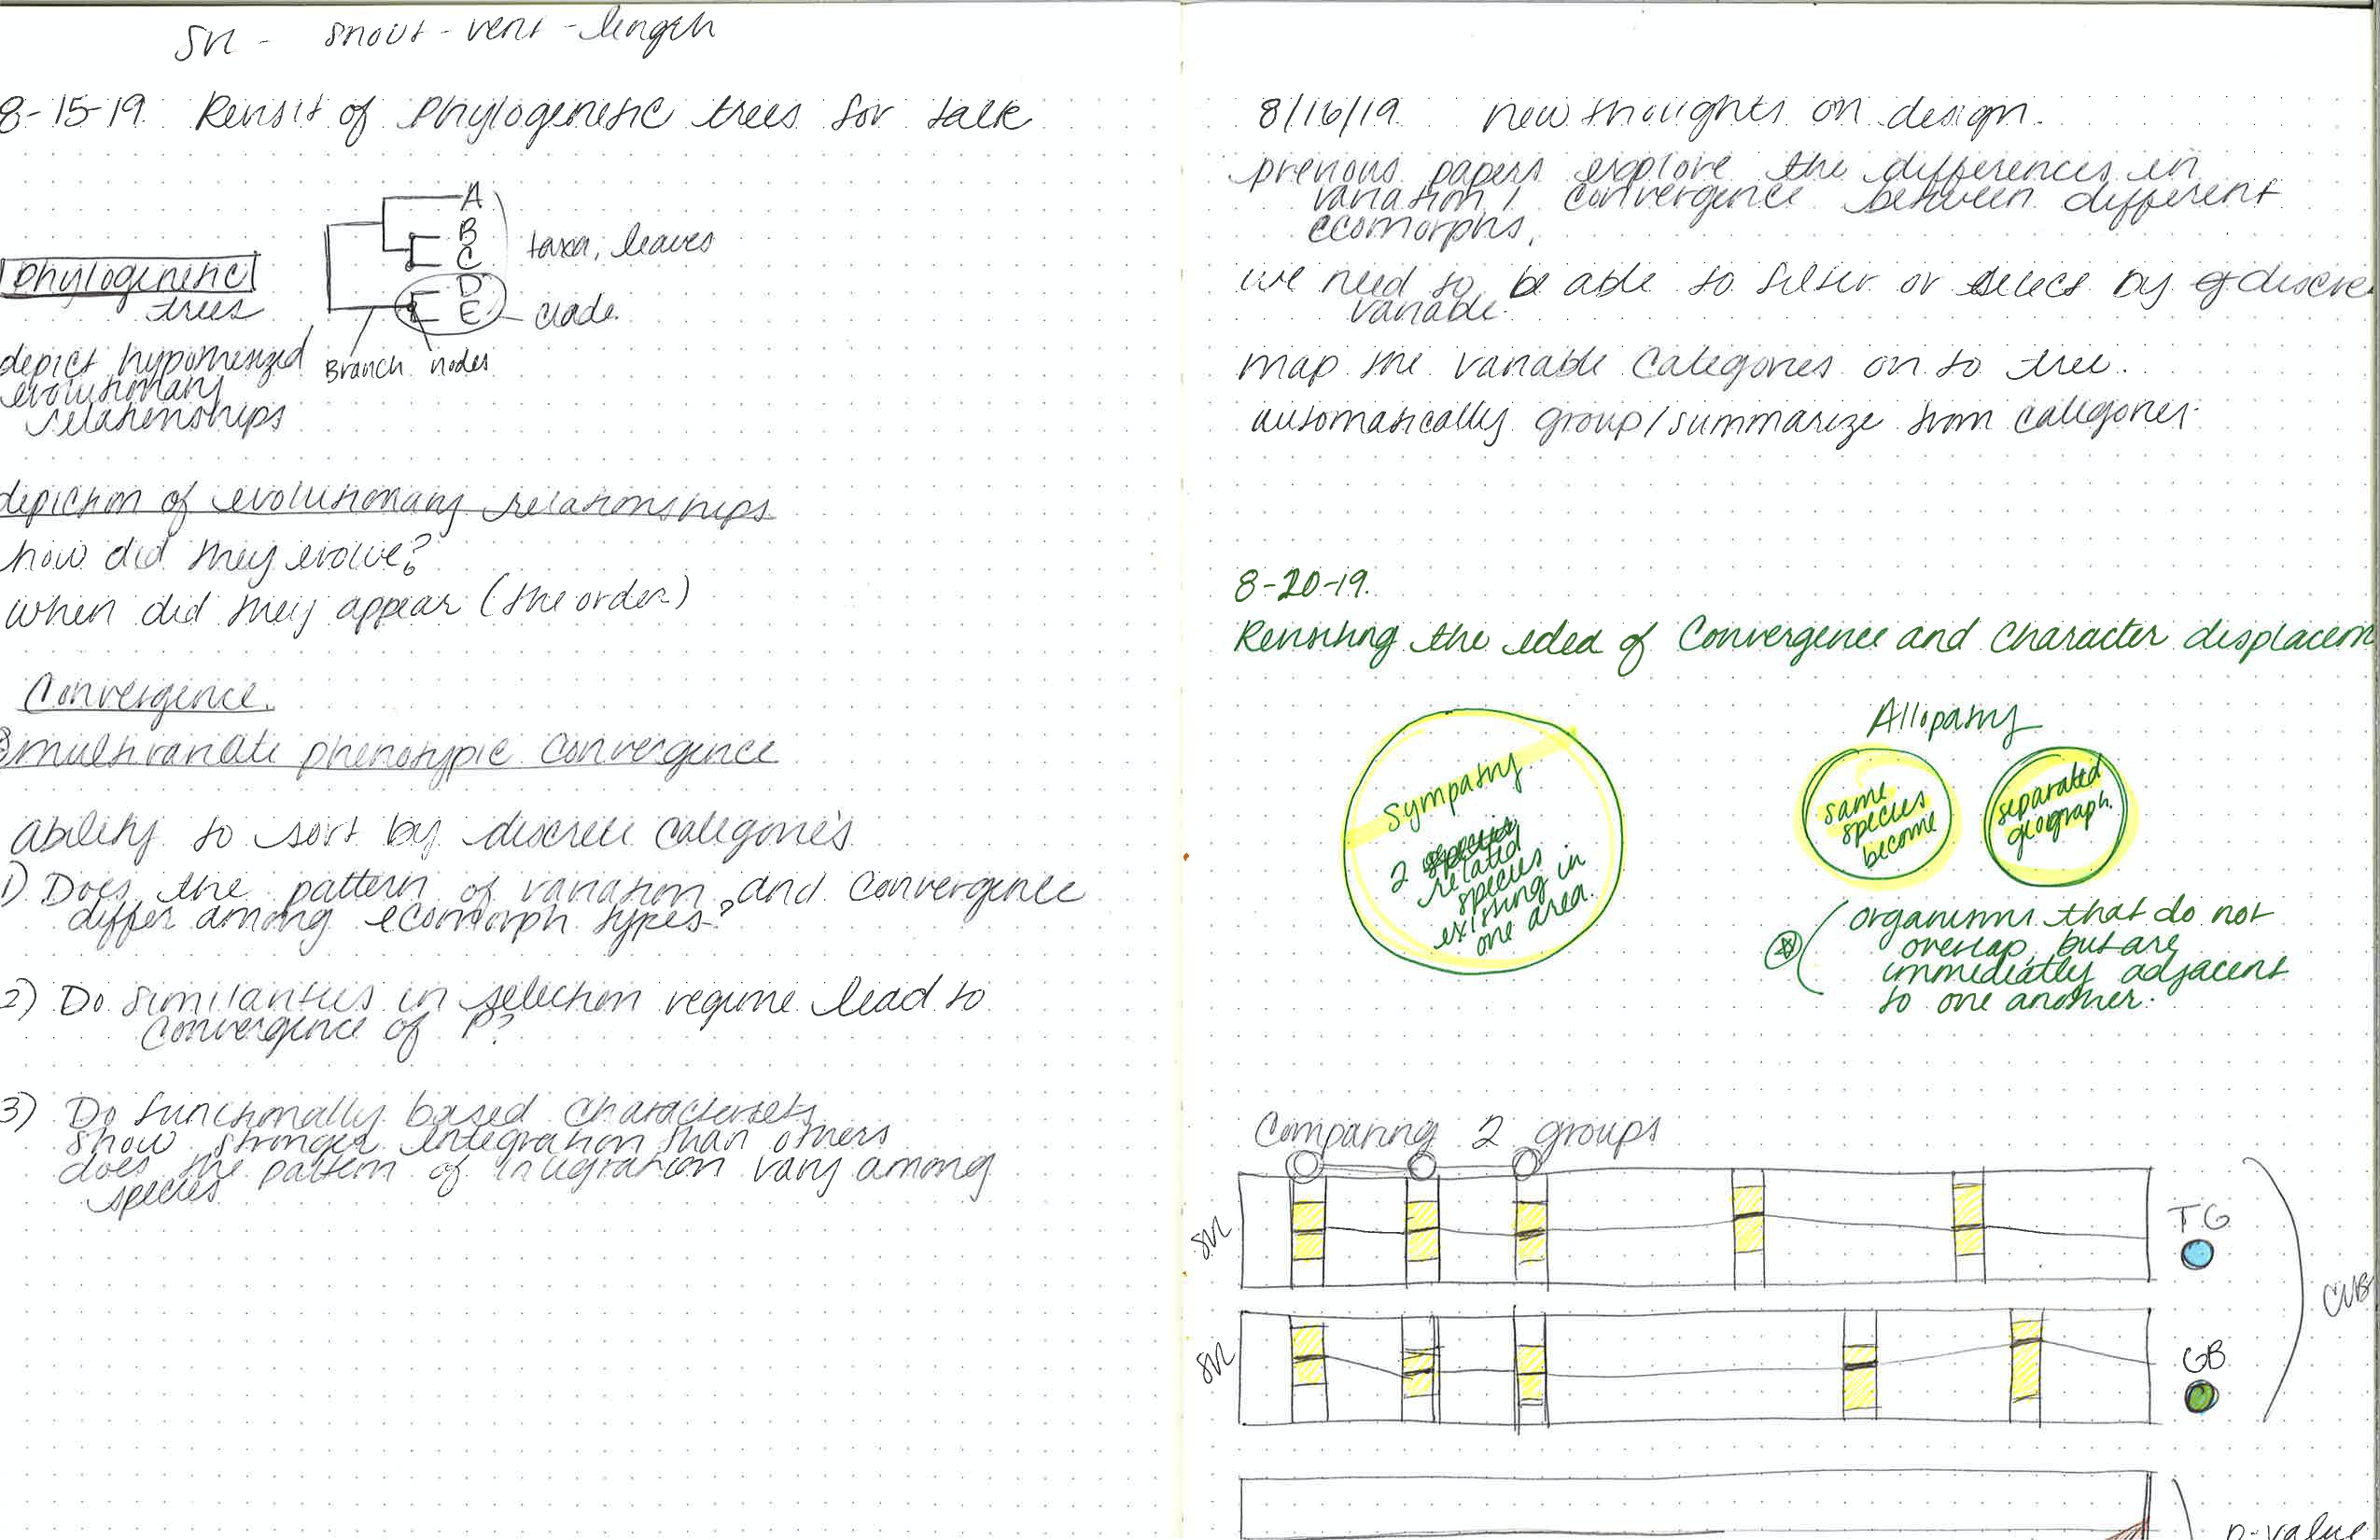 SVL - snout-vent-length
8-15-19 Revisit of Phylogenetic trees for talk
A
B
C
D
E
taxa, leaves
clade
Branch nodes
phylogenetic
trees
depict hypothesized
evolutionary
relationships
depiction of evolutionary relationships
how did they evolve?
when did they appear (the order)
Convergence.
multivariate phenotypic convergence
ability to sort by discrete categories
1) Does the pattern of variation and convergence
differ among ecomorph types?
2) Do similarities in selection regime lead to
convergence of P?
3) Do functionally based characters
show stronger integration than others
does the pattern of integration vary among
species
8/16/19 new thoughts on design.
previous papers explore the differences in
variation / convergence between different
ecomorphs.
we need to be able to filter or select by discre
variable.
map the variable categories on to tree.
automatically group/summarize from categories
8-20-19.
Revisiting the idea of Convergence and Character displacem
Sympatry
2
related
species
existing in
one area.
Allopatry
same
species
become
separated
geograph.
organisms that do not
overlap, but are
immediatly adjacent
to one another.
Comparing 2 groups
SVL
TG
SVL
GB
CUB
p-value